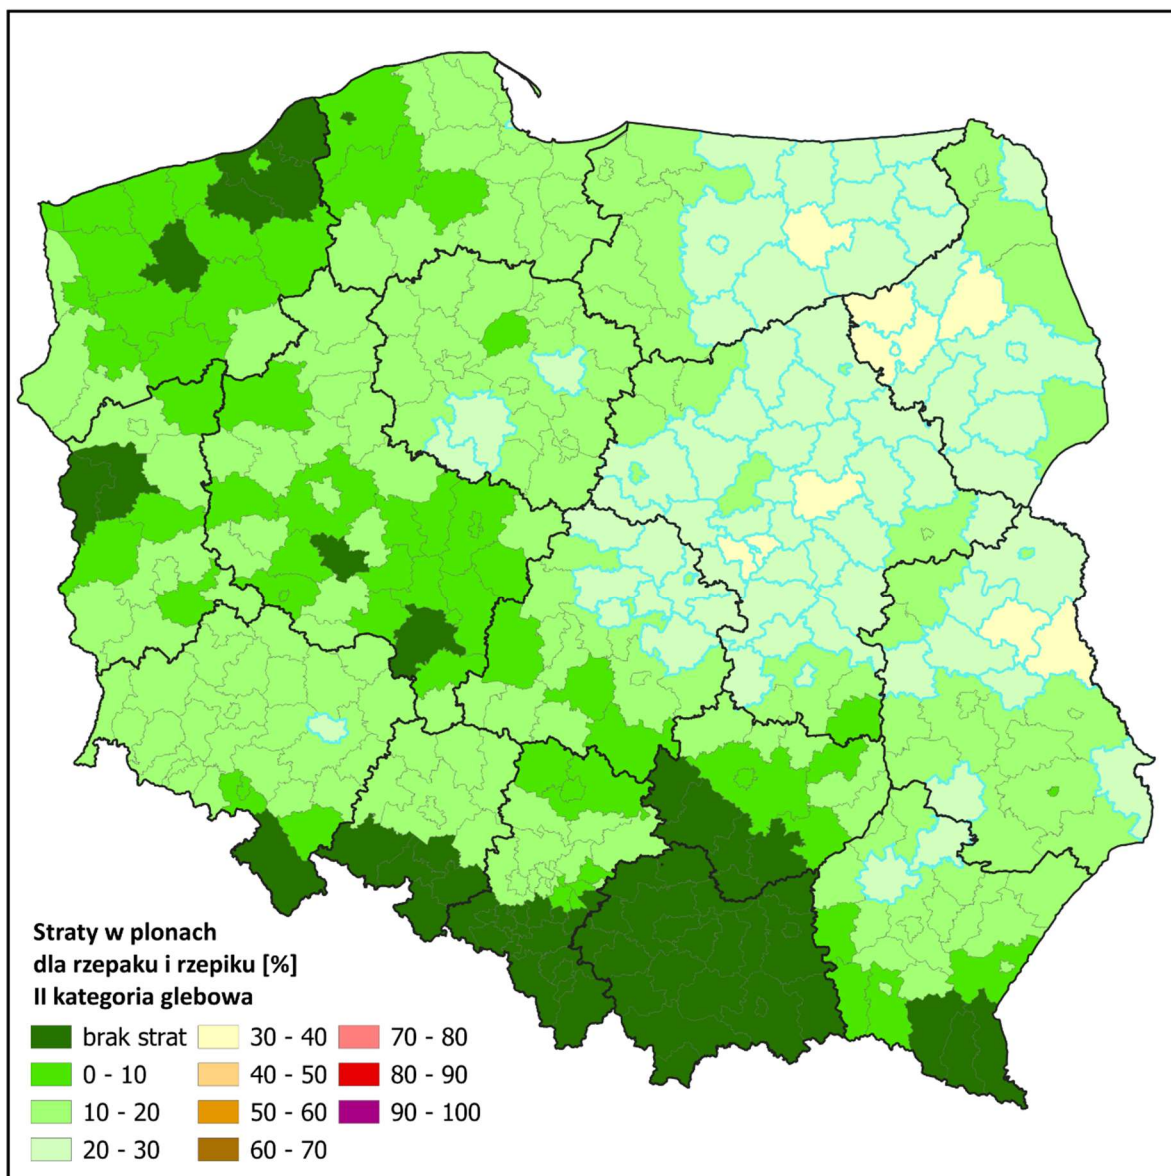 Straty w plonach
dla rzepaku i rzepiku [%]
II kategoria glebowa
brak strat
0 - 10
10 - 20
20 - 30
30 - 40
40 - 50
50 - 60
60 - 70
70 - 80
80 - 90
90 - 100